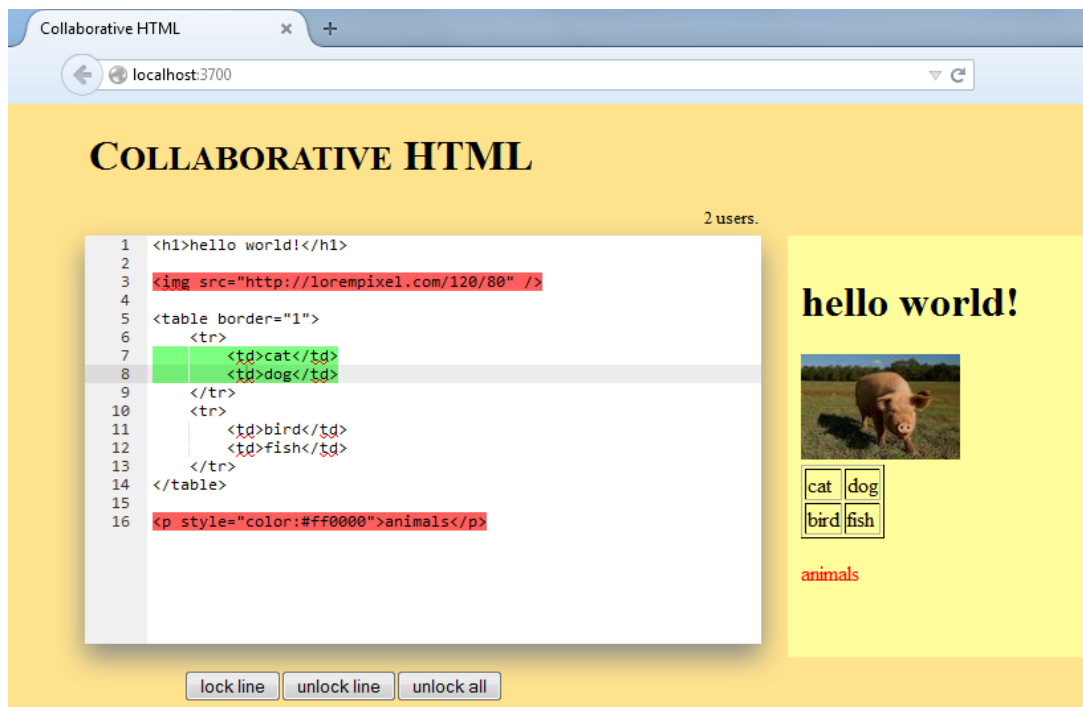 Collaborative HTML
localhost:3700
COLLABORATIVE HTML
2 users.
1 <h1>hello world!</h1>
2
3 <img src="http://lorempixel.com/120/80" />
4
5 <table border="1">
6     <tr>
7         <td>cat</td>
8         <td>dog</td>
9     </tr>
10     <tr>
11         <td>bird</td>
12         <td>fish</td>
13     </tr>
14 </table>
15
16 <p style="color:#ff0000">animals</p>
hello world!
cat dog
bird fish
animals
lock line unlock line unlock all